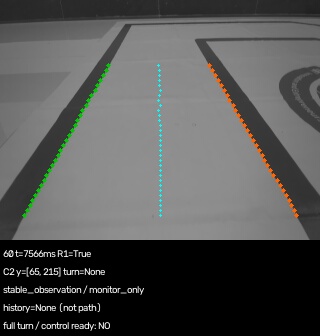 60 t=7566ms R1=True
C2 y=[65, 215] turn=None
stable_observation / monitor_only
history=None (not path)
full turn / control ready: NO